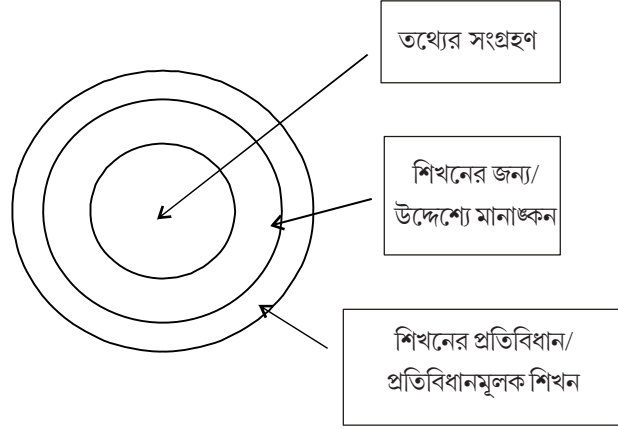 তথ্যের সংগ্রহণ
শিখনের জন্য/
উদ্দেশ্যে মানাঙ্কন
শিখনের প্রতিবিধান/
প্রতিবিধানমূলক শিখন